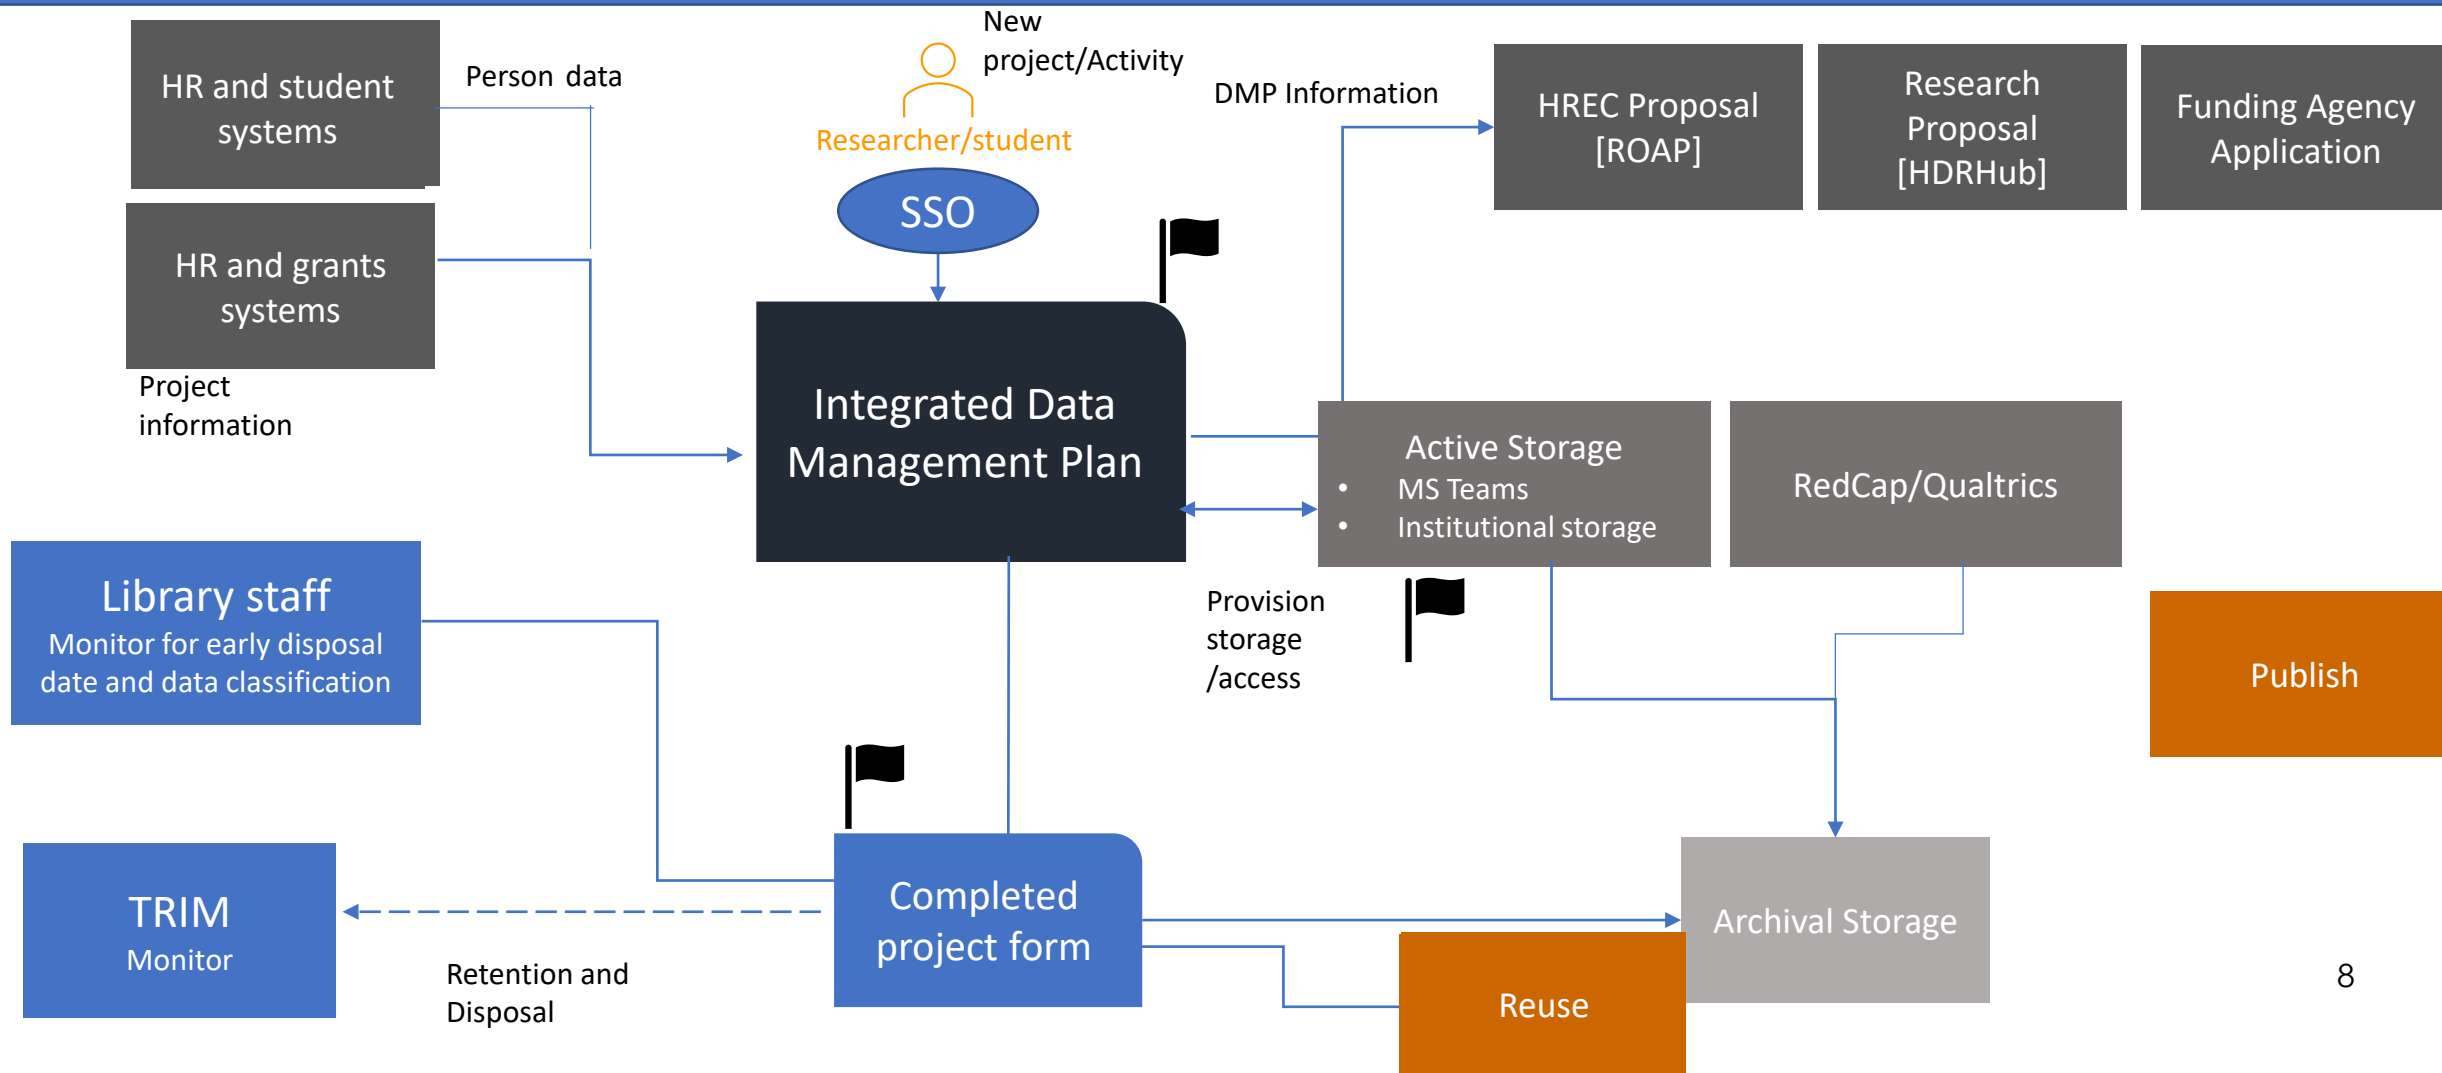 HR and student
systems
Person data
New
project/Activity
Researcher/student
SSO
DMP Information
HREC Proposal
[ROAP]
Research
Proposal
[HDRHub]
Funding Agency
Application
HR and grants
systems
Project
information
Integrated Data
Management Plan
Active Storage
• MS Teams
• Institutional storage
RedCap/Qualtrics
Library staff
Monitor for early disposal
date and data classification
Provision
storage
/access
Publish
TRIM
Monitor
Retention and
Disposal
Completed
project form
Archival Storage
Reuse
8